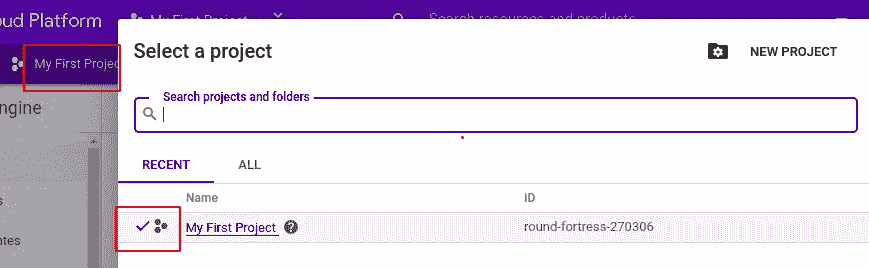 oud Platform
My First Project
Search resources and products
My First Projec
Select a project
NEW PROJECT
ngine
Search projects and folders
RECENT
ALL
Name
ID
s
My First Project
round-fortress-270306
ates